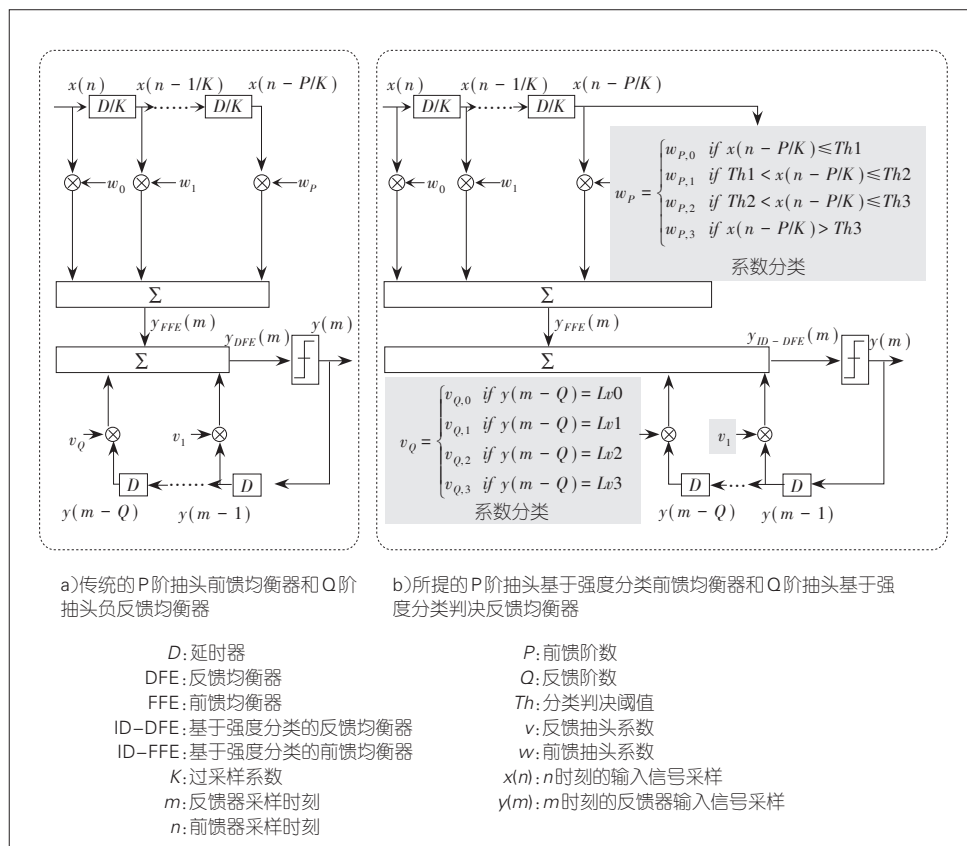 x(n) x(n − 1/K) x(n − P/K)
D/K ⋯⋯ D/K
w0 w1 wP
Σ
yFFE(m)
yDFE(m) y(m)
Σ
vQ v1
D ⋯⋯ D
y(m − Q) y(m − 1)
x(n) x(n − 1/K) x(n − P/K)
D/K ⋯⋯ D/K
w0 w1
wP =
wP,0 if x(n − P/K) ≤ Th1
wP,1 if Th1 < x(n − P/K) ≤ Th2
wP,2 if Th2 < x(n − P/K) ≤ Th3
wP,3 if x(n − P/K) > Th3
系数分类
Σ
yFFE(m)
yID−DFE(m) y(m)
Σ
vQ =
vQ,0 if y(m − Q) = Lv0
vQ,1 if y(m − Q) = Lv1
vQ,2 if y(m − Q) = Lv2
vQ,3 if y(m − Q) = Lv3
系数分类
v1
D ⋯ D
y(m − Q) y(m − 1)
a)传统的P阶抽头前馈均衡器和Q阶
抽头负反馈均衡器
b)所提的P阶抽头基于强度分类前馈均衡器和Q阶抽头基于强
度分类判决反馈均衡器
D:延时器
DFE:反馈均衡器
FFE:前馈均衡器
ID-DFE:基于强度分类的反馈均衡器
ID-FFE:基于强度分类的前馈均衡器
K:过采样系数
m:反馈器采样时刻
n:前馈器采样时刻
P:前馈阶数
Q:反馈阶数
Th:分类判决阈值
v:反馈抽头系数
w:前馈抽头系数
x(n):n时刻的输入信号采样
y(m):m时刻的反馈器输入信号采样